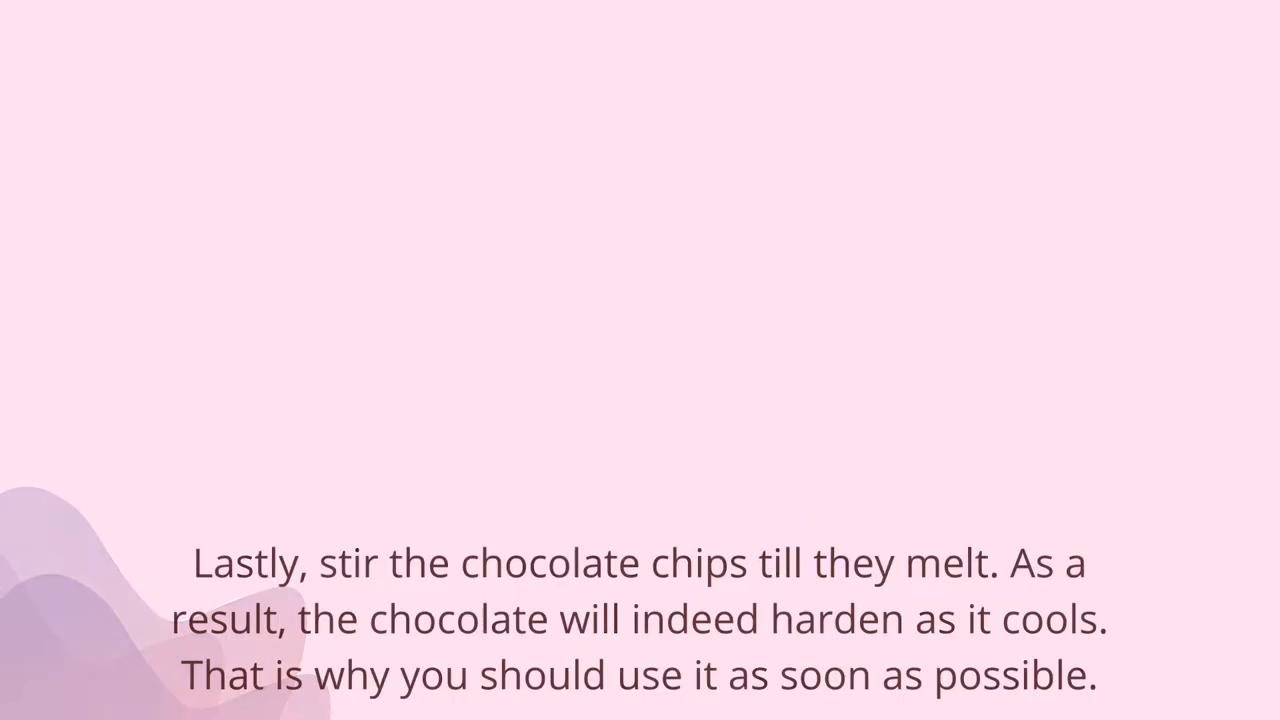 Lastly, stir the chocolate chips till they melt. As a
result, the chocolate will indeed harden as it cools.
That is why you should use it as soon as possible.